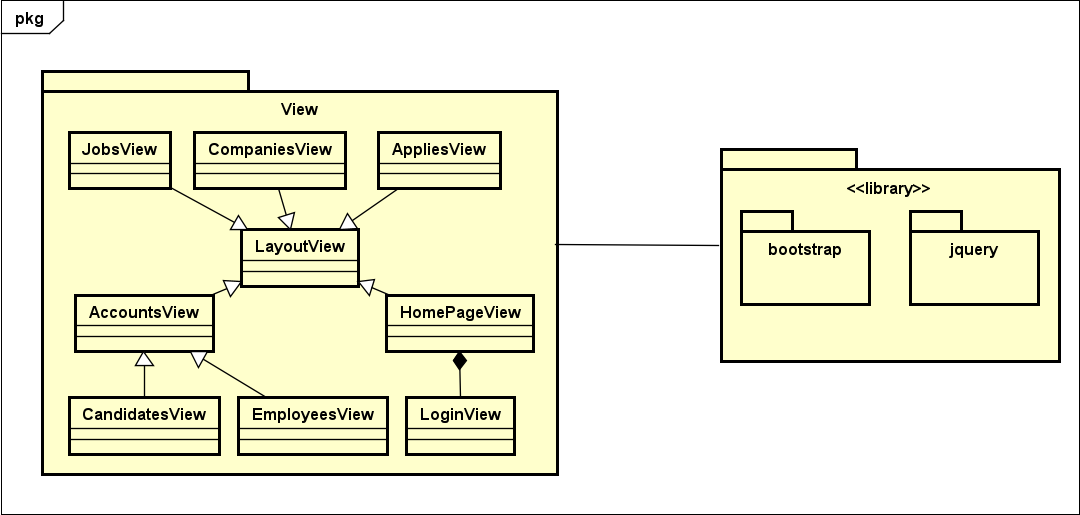 pkg
View
JobsView
CompaniesView
AppliesView
LayoutView
AccountsView
HomePageView
CandidatesView
EmployeesView
LoginView
<<library>>
bootstrap
jquery